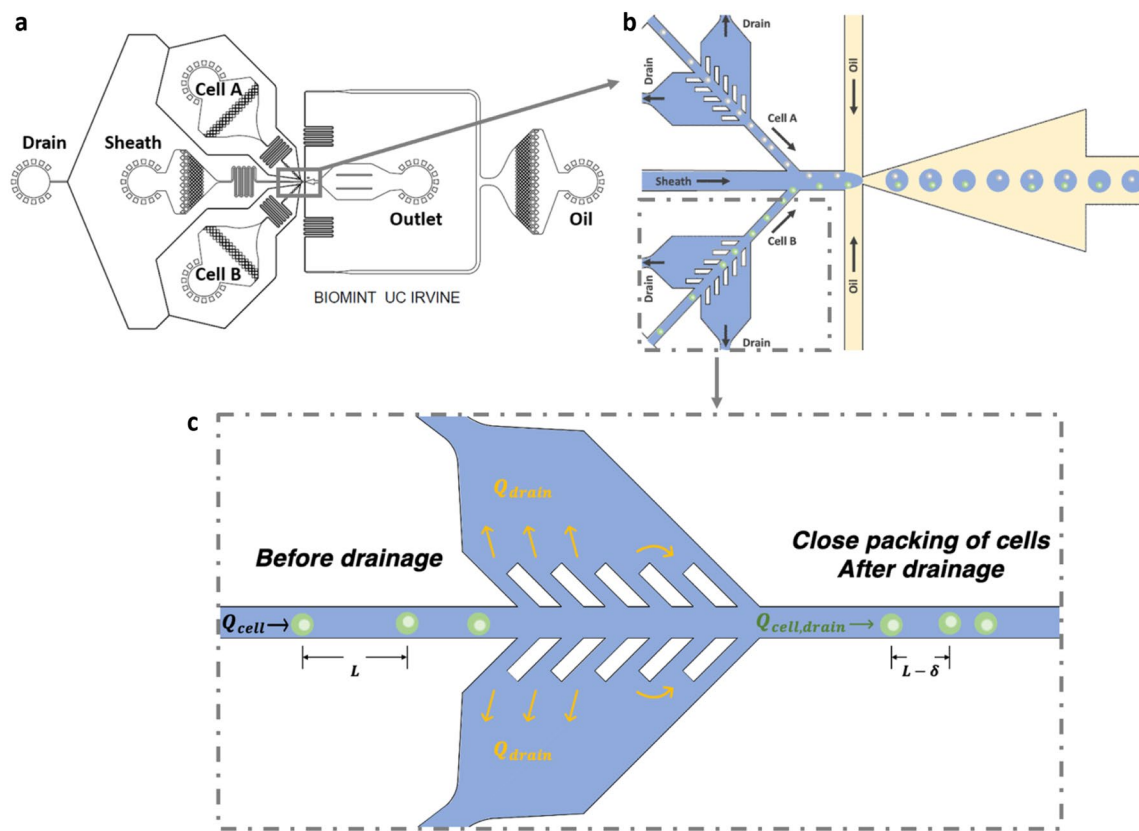 a
Cell A
Drain
Sheath
Outlet
Oil
Cell B
BIOMINT UC IRVINE
b
Drain
Drain
Cell A
Oil
Sheath
Cell B
Drain
Drain
Oil
c
Q_drain
Before drainage
Close packing of cells
After drainage
Q_cell
Q_cell,drain
L
L − δ
Q_drain